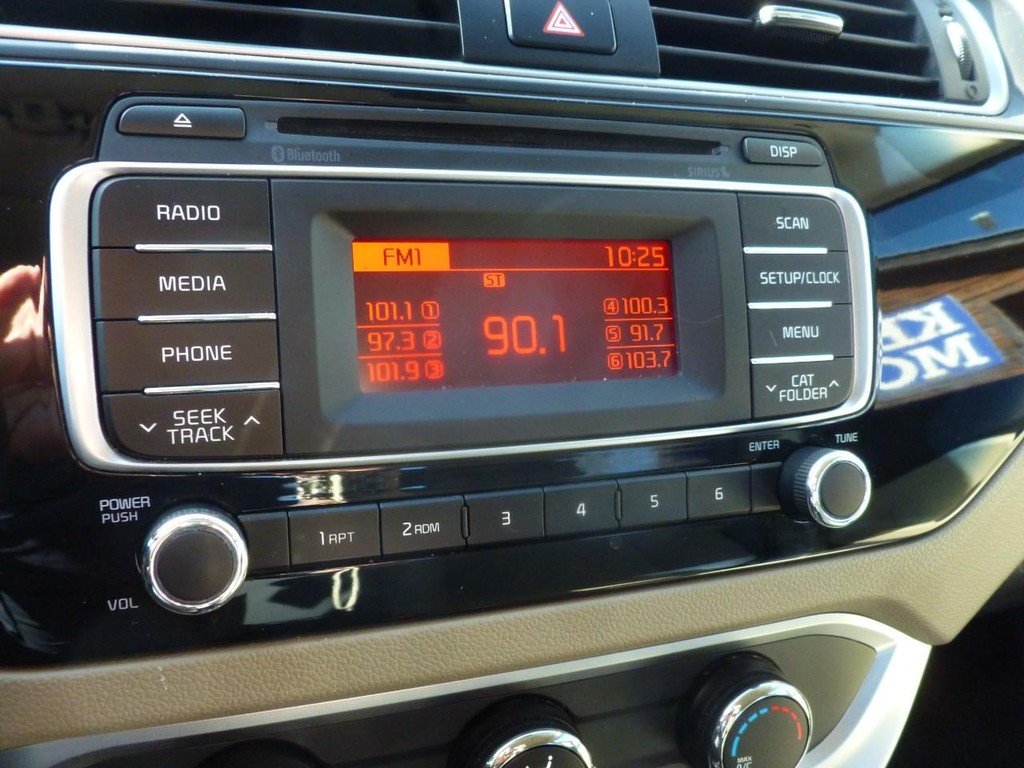 Bluetooth
DISP
SIRIUS
RADIO
MEDIA
PHONE
SEEK
TRACK
FM1 10:25
ST
101.1 1
97.3 2
101.9 3
90.1
4 100.3
5 91.7
6 103.7
SCAN
SETUP/CLOCK
MENU
CAT
FOLDER
POWER
PUSH
VOL
1 RPT
2 RDM
3
4
5
6
ENTER
TUNE
MAX
A/C